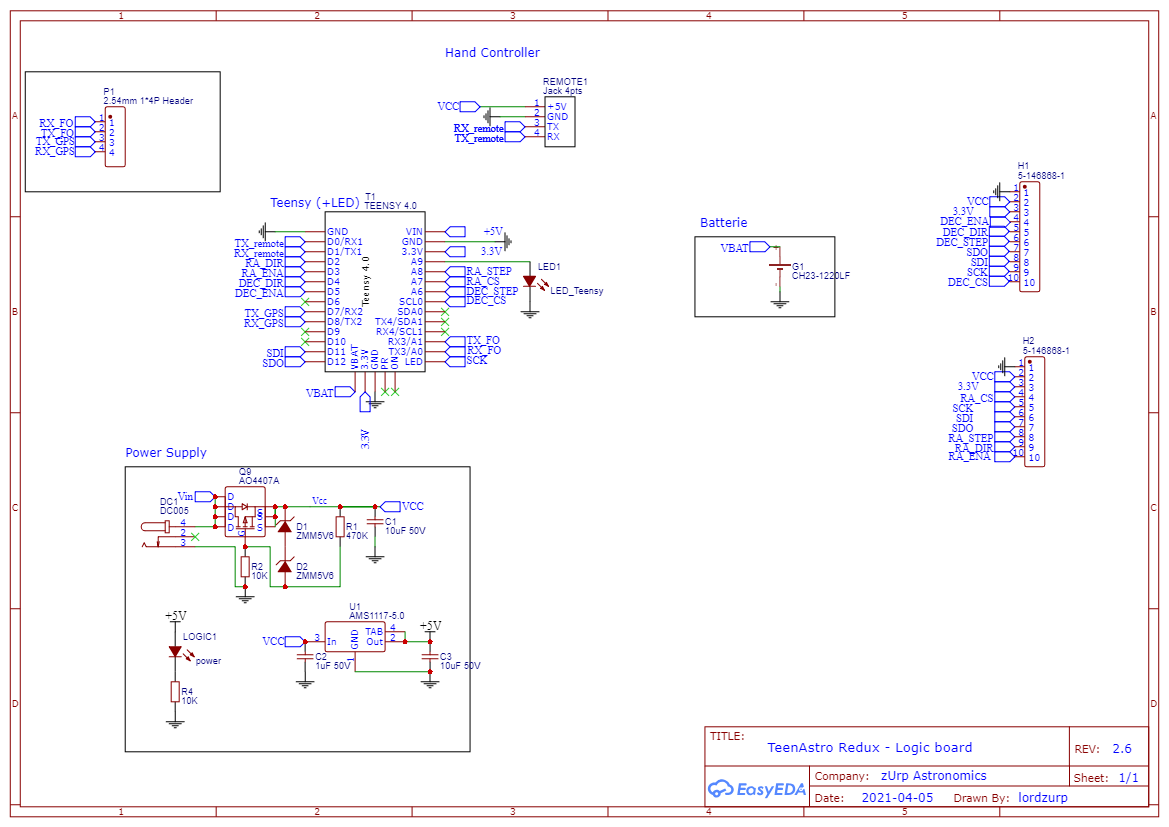 1 2 3 4 5
A
B
C
D
A
B
C
D
1 2 3 4 5
P1
2.54mm 1*4P Header
RX_FO 1 1
TX_FO 2 2
TX_GPS 3 3
RX_GPS 4 4
Hand Controller
REMOTE1
Jack 4pts
VCC 1 +5V
2 GND
RX_remote 3 TX
TX_remote 4 RX
Teensy (+LED)
T1
TEENSY 4.0
Teensy 4.0
GND
TX_remote D0/RX1
RX_remote D1/TX1
RA_DIR D2
RA_ENA D3
DEC_DIR D4
DEC_ENA D5
D6
TX_GPS D7/RX2
RX_GPS D8/TX2
D9
D10
SDI D11
SDO D12
VIN +5V
GND
3.3V 3.3V
A9
A8 RA_STEP
A7 RA_CS
A6 DEC_STEP
SCL0 DEC_CS
SDA0
TX4/SDA1
RX4/SCL1
RX3/A1 TX_FO
TX3/A0 RX_FO
LED SCK
VBAT
3.3V
GND
PR
ON
VBAT
3.3V
LED1
LED_Teensy
Batterie
VBAT
+
G1
CH23-1220LF
-
H1
5-146868-1
1 1
VCC 2 2
3.3V 3 3
DEC_ENA 4 4
DEC_DIR 5 5
DEC_STEP 6 6
SDO 7 7
SDI 8 8
SCK 9 9
DEC_CS 10 10
H2
5-146868-1
1 1
VCC 2 2
3.3V 3 3
RA_CS 4 4
SCK 5 5
SDI 6 6
SDO 7 7
RA_STEP 8 8
RA_DIR 9 9
RA_ENA 10 10
Power Supply
Q9
AO4407A
Vin
D
D
D
D
S
S
S
G
DC1
DC005
4
2
3
Vcc
VCC
D1
ZMM5V6
D2
ZMM5V6
R1
470K
C1
10uF 50V
R2
10K
+5V
LOGIC1
power
R4
10K
U1
AMS1117-5.0
VCC 3 In
GND
1
TAB 4
Out 2
+5V
C2
1uF 50V
C3
10uF 50V
TITLE:
TeenAstro Redux - Logic board
REV: 2.6
EasyEDA
Company: zUrp Astronomics
Sheet: 1/1
Date: 2021-04-05 Drawn By: lordzurp